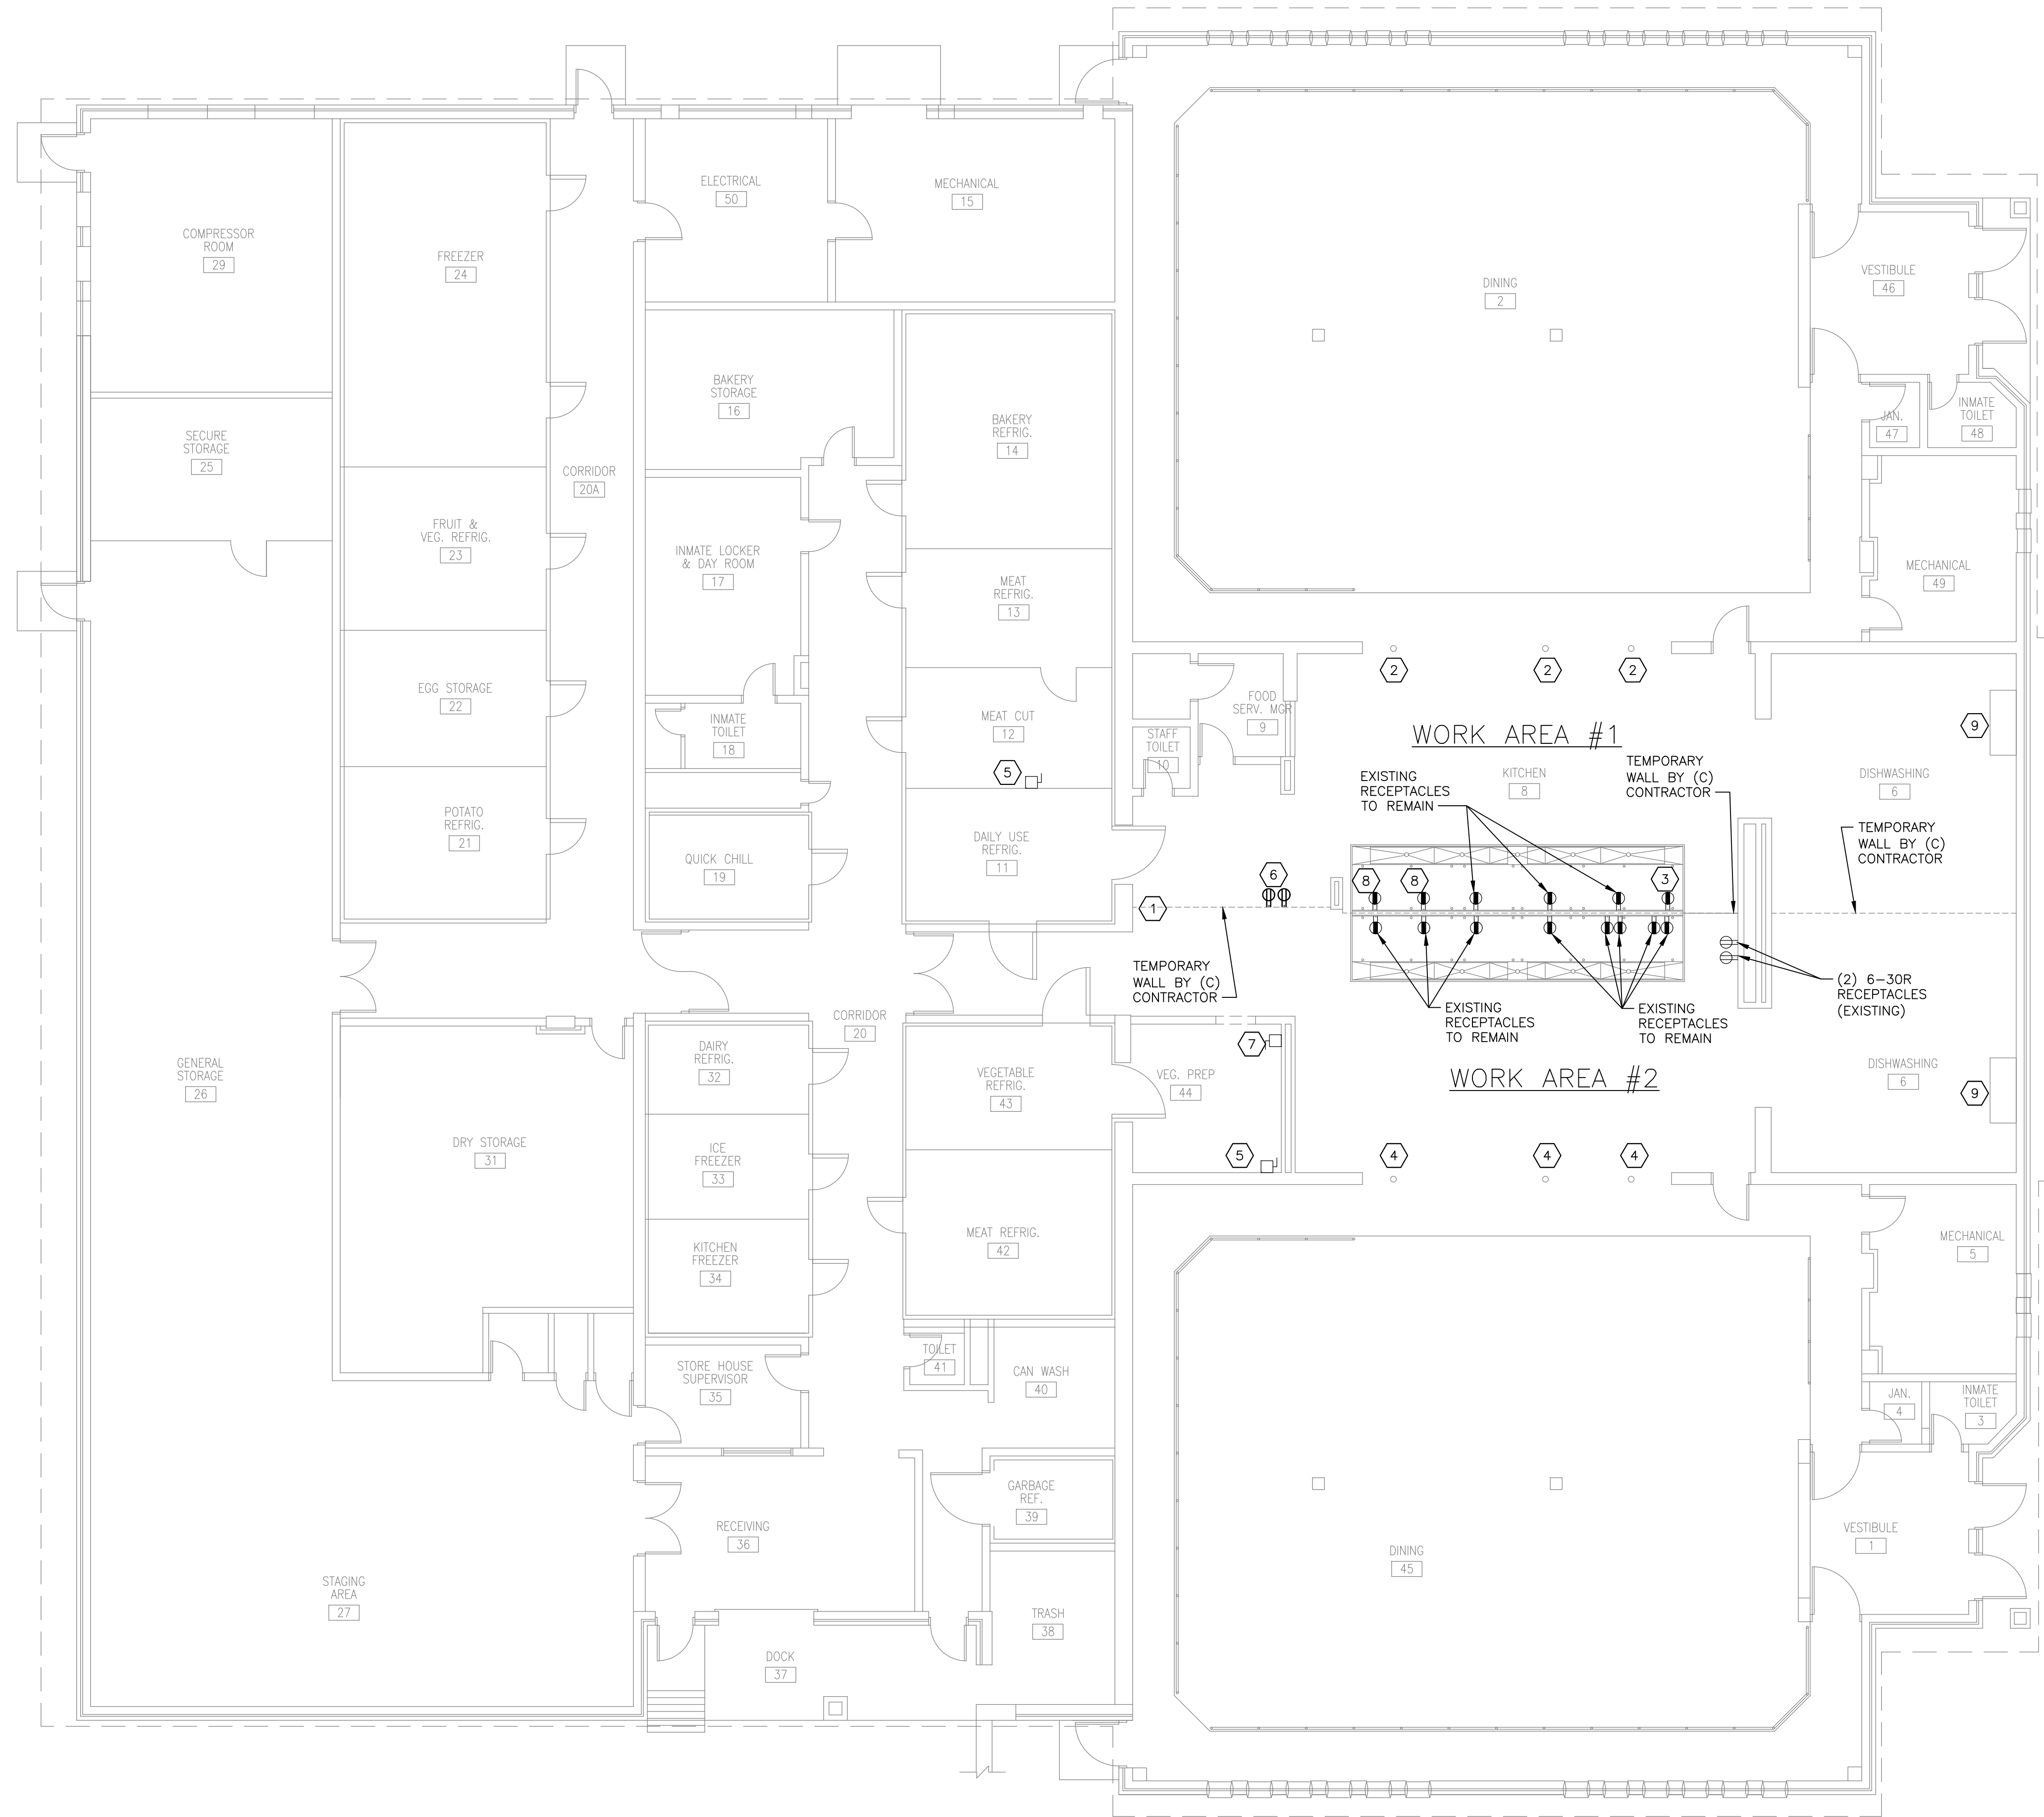 ELECTRICAL
50
MECHANICAL
15
COMPRESSOR
ROOM
29
FREEZER
24
DINING
2
VESTIBULE
46
BAKERY
STORAGE
16
BAKERY
REFRIG.
14
JAN.
47
INMATE
TOILET
48
SECURE
STORAGE
25
CORRIDOR
20A
FRUIT &
VEG. REFRIG.
23
INMATE LOCKER
& DAY ROOM
17
MEAT
REFRIG.
13
MECHANICAL
49
EGG STORAGE
22
INMATE
TOILET
18
MEAT CUT
12
5
STAFF
TOILET
10
FOOD
SERV. MGR
9
2
2
2
WORK AREA #1
KITCHEN
8
EXISTING
RECEPTACLES
TO REMAIN
TEMPORARY
WALL BY (C)
CONTRACTOR
DISHWASHING
6
9
TEMPORARY
WALL BY (C)
CONTRACTOR
POTATO
REFRIG.
21
QUICK CHILL
19
DAILY USE
REFRIG.
11
1
6
8
8
3
TEMPORARY
WALL BY (C)
CONTRACTOR
EXISTING
RECEPTACLES
TO REMAIN
EXISTING
RECEPTACLES
TO REMAIN
(2) 6-30R
RECEPTACLES
(EXISTING)
CORRIDOR
20
GENERAL
STORAGE
26
DAIRY
REFRIG.
32
VEGETABLE
REFRIG.
43
VEG. PREP
44
7
WORK AREA #2
DISHWASHING
6
9
DRY STORAGE
31
ICE
FREEZER
33
5
4
4
4
KITCHEN
FREEZER
34
MEAT REFRIG.
42
MECHANICAL
5
STORE HOUSE
SUPERVISOR
35
TOILET
41
CAN WASH
40
JAN.
4
INMATE
TOILET
3
RECEIVING
36
GARBAGE
REF.
39
DINING
45
VESTIBULE
1
STAGING
AREA
27
TRASH
38
DOCK
37